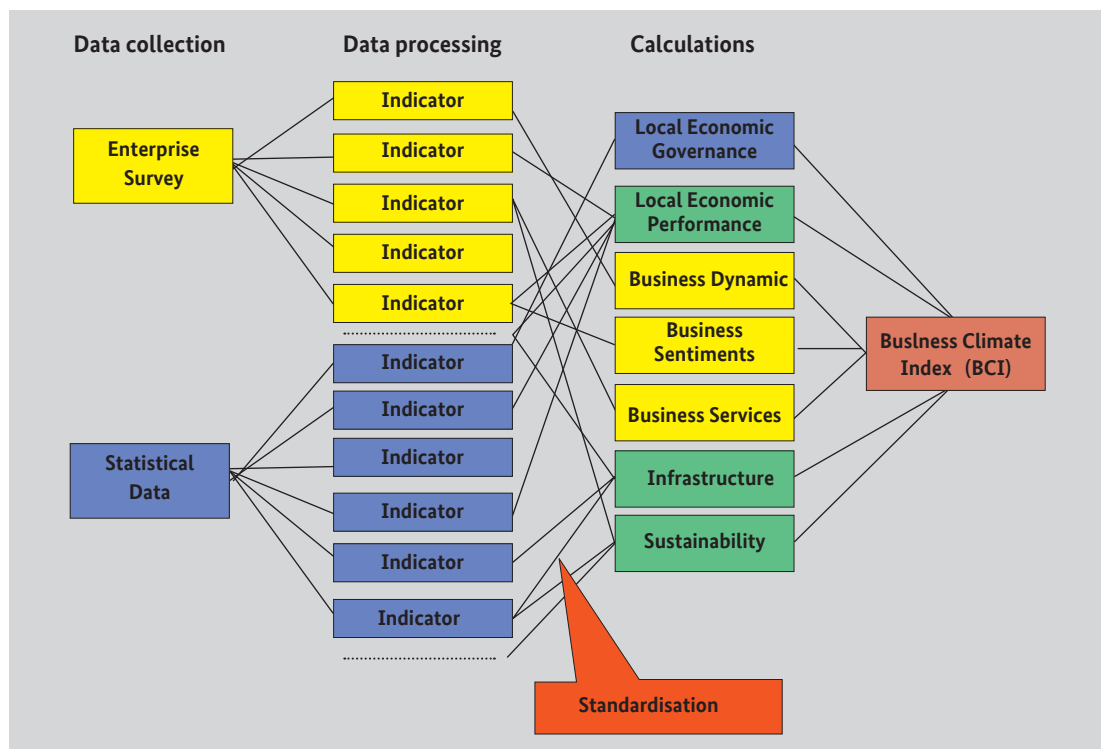 Data collection
Data processing
Calculations
Enterprise
Survey
Statistical
Data
Indicator
Indicator
Indicator
Indicator
Indicator
Indicator
Indicator
Indicator
Indicator
Indicator
Indicator
Local Economic
Governance
Local Economic
Performance
Business Dynamic
Business
Sentiments
Business Services
Infrastructure
Sustainability
Buslness Climate
Index (BCI)
Standardisation